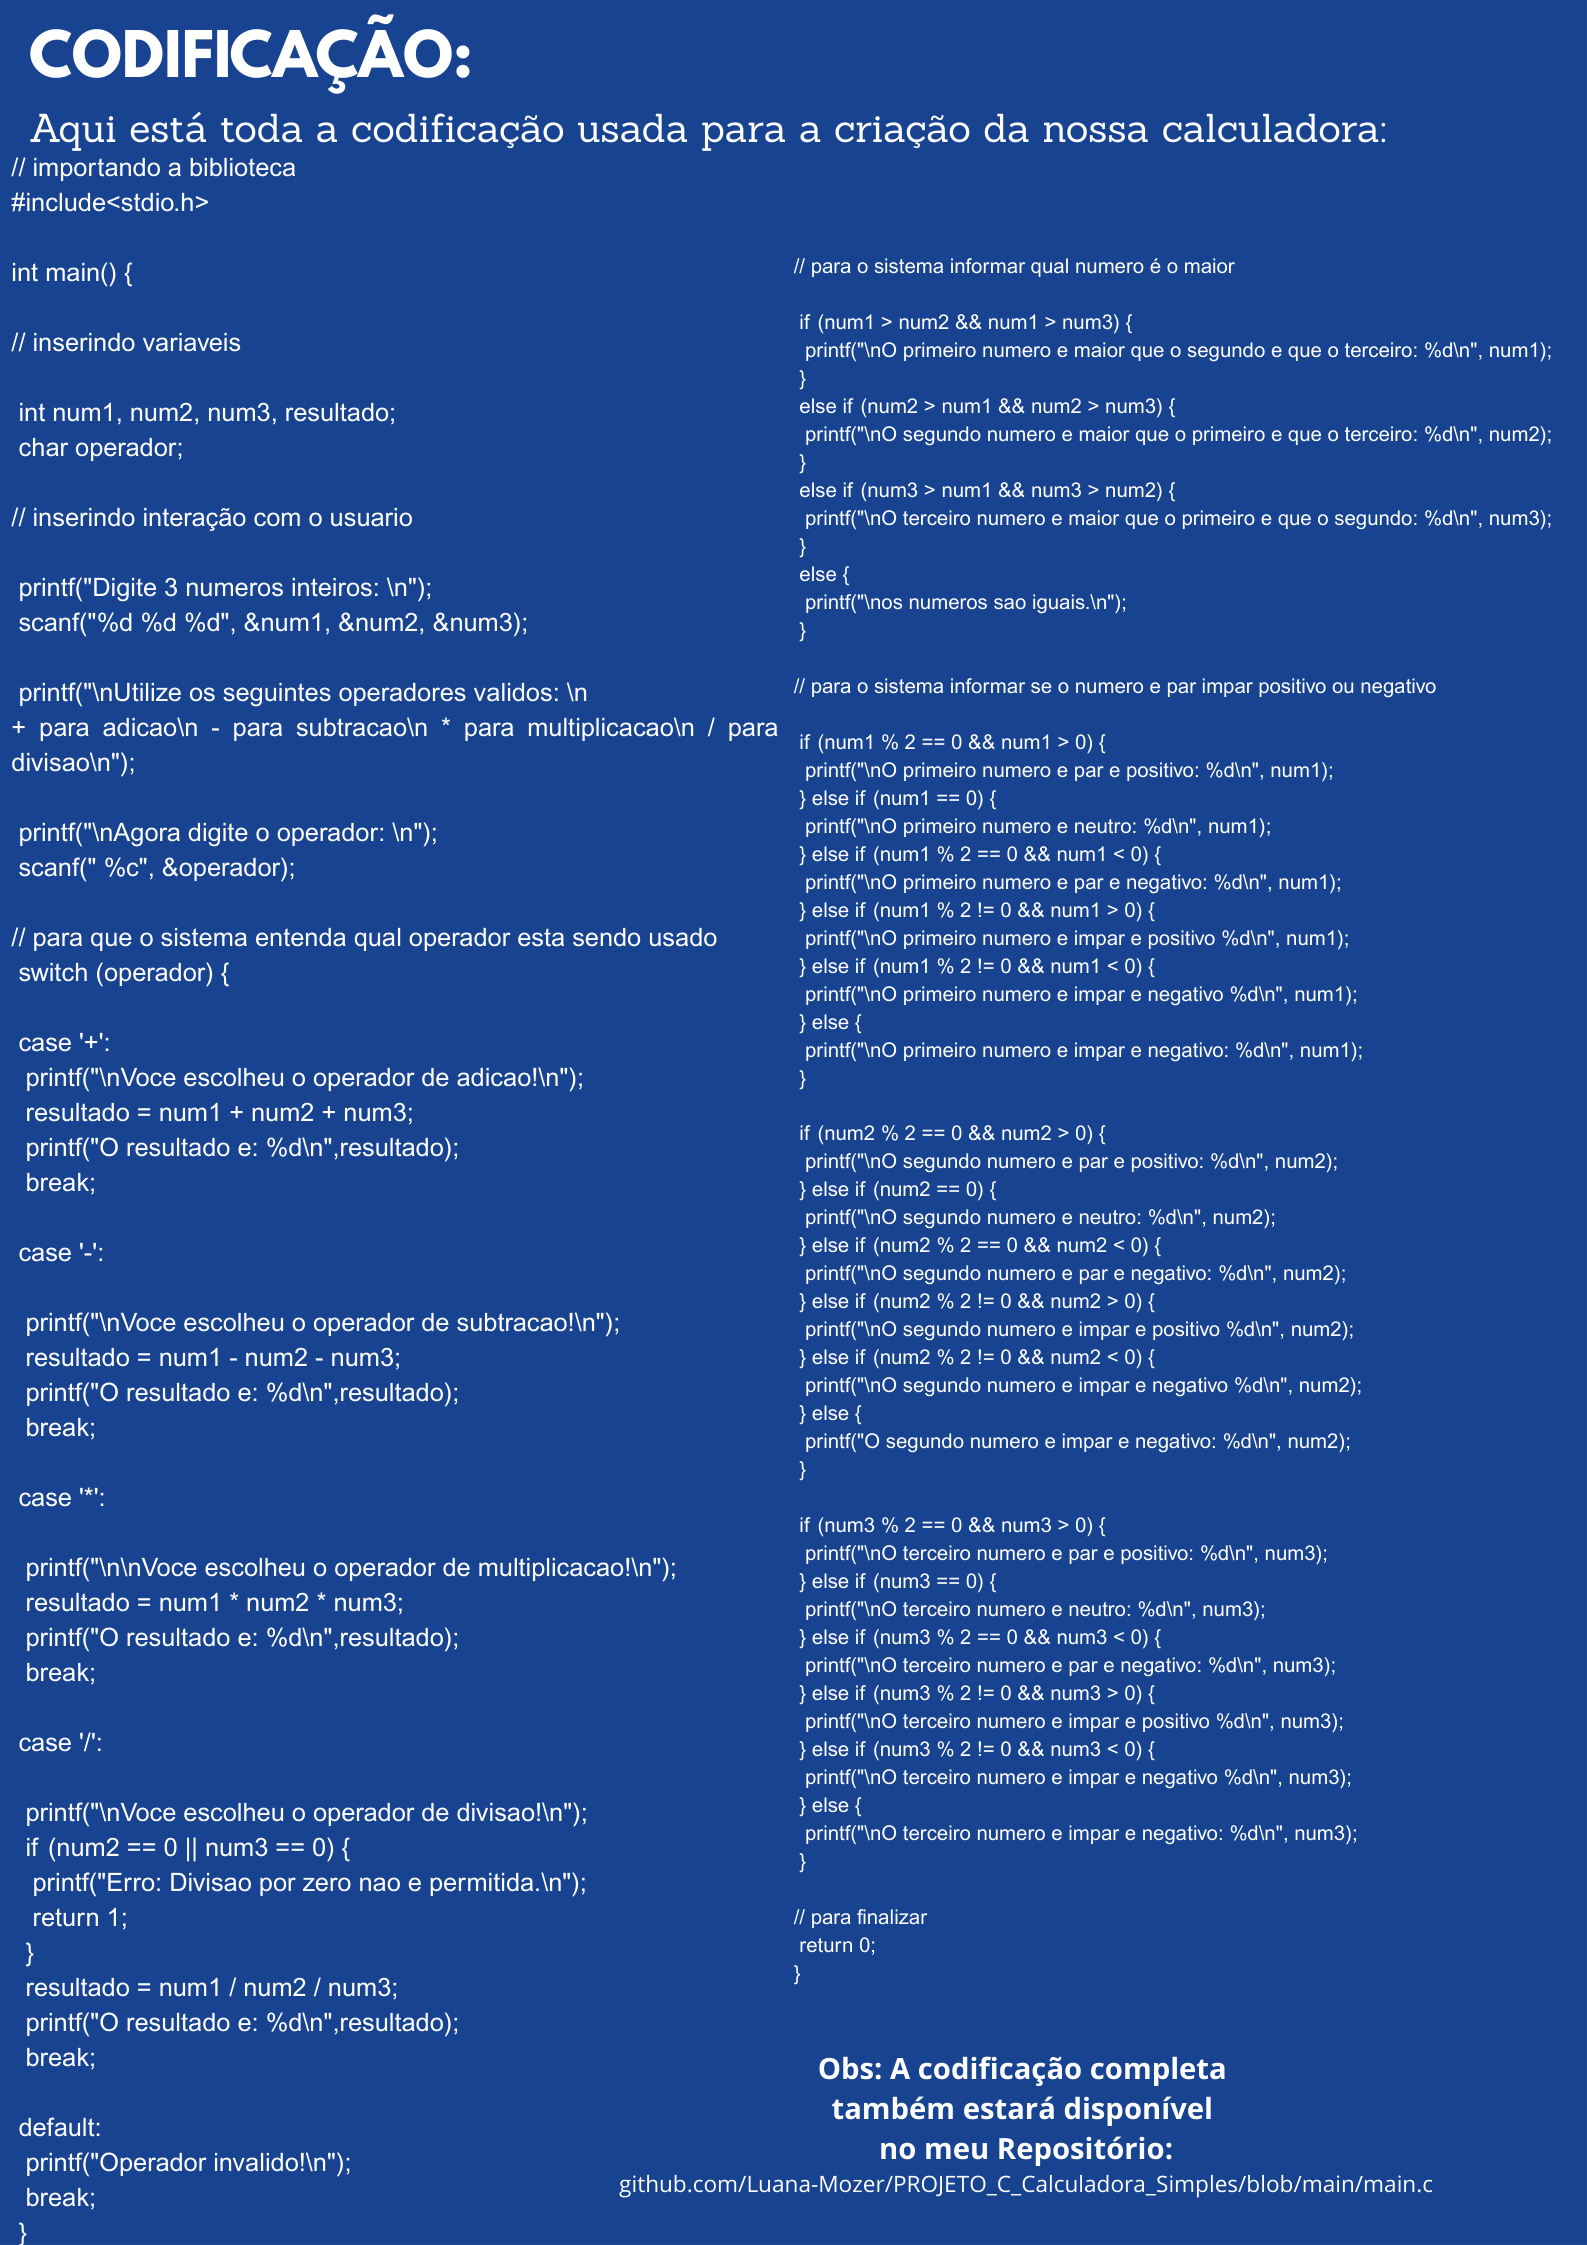 CODIFICAÇÃO:
Aqui está toda a codificação usada para a criação da nossa calculadora:
// importando a biblioteca
#include<stdio.h>
int main() {
// inserindo variaveis
int num1, num2, num3, resultado;
char operador;
// inserindo interação com o usuario
printf("Digite 3 numeros inteiros: \n");
scanf("%d %d %d", &num1, &num2, &num3);
printf("\nUtilize os seguintes operadores validos: \n
+ para adicao\n - para subtracao\n * para multiplicacao\n / para
divisao\n");
printf("\nAgora digite o operador: \n");
scanf(" %c", &operador);
// para que o sistema entenda qual operador esta sendo usado
switch (operador) {
case '+':
printf("\nVoce escolheu o operador de adicao!\n");
resultado = num1 + num2 + num3;
printf("O resultado e: %d\n",resultado);
break;
case '-':
printf("\nVoce escolheu o operador de subtracao!\n");
resultado = num1 - num2 - num3;
printf("O resultado e: %d\n",resultado);
break;
case '*':
printf("\n\nVoce escolheu o operador de multiplicacao!\n");
resultado = num1 * num2 * num3;
printf("O resultado e: %d\n",resultado);
break;
case '/':
printf("\nVoce escolheu o operador de divisao!\n");
if (num2 == 0 || num3 == 0) {
printf("Erro: Divisao por zero nao e permitida.\n");
return 1;
}
resultado = num1 / num2 / num3;
printf("O resultado e: %d\n",resultado);
break;
default:
printf("Operador invalido!\n");
break;
}
// para o sistema informar qual numero é o maior
if (num1 > num2 && num1 > num3) {
printf("\nO primeiro numero e maior que o segundo e que o terceiro: %d\n", num1);
}
else if (num2 > num1 && num2 > num3) {
printf("\nO segundo numero e maior que o primeiro e que o terceiro: %d\n", num2);
}
else if (num3 > num1 && num3 > num2) {
printf("\nO terceiro numero e maior que o primeiro e que o segundo: %d\n", num3);
}
else {
printf("\nos numeros sao iguais.\n");
}
// para o sistema informar se o numero e par impar positivo ou negativo
if (num1 % 2 == 0 && num1 > 0) {
printf("\nO primeiro numero e par e positivo: %d\n", num1);
} else if (num1 == 0) {
printf("\nO primeiro numero e neutro: %d\n", num1);
} else if (num1 % 2 == 0 && num1 < 0) {
printf("\nO primeiro numero e par e negativo: %d\n", num1);
} else if (num1 % 2 != 0 && num1 > 0) {
printf("\nO primeiro numero e impar e positivo %d\n", num1);
} else if (num1 % 2 != 0 && num1 < 0) {
printf("\nO primeiro numero e impar e negativo %d\n", num1);
} else {
printf("\nO primeiro numero e impar e negativo: %d\n", num1);
}
if (num2 % 2 == 0 && num2 > 0) {
printf("\nO segundo numero e par e positivo: %d\n", num2);
} else if (num2 == 0) {
printf("\nO segundo numero e neutro: %d\n", num2);
} else if (num2 % 2 == 0 && num2 < 0) {
printf("\nO segundo numero e par e negativo: %d\n", num2);
} else if (num2 % 2 != 0 && num2 > 0) {
printf("\nO segundo numero e impar e positivo %d\n", num2);
} else if (num2 % 2 != 0 && num2 < 0) {
printf("\nO segundo numero e impar e negativo %d\n", num2);
} else {
printf("O segundo numero e impar e negativo: %d\n", num2);
}
if (num3 % 2 == 0 && num3 > 0) {
printf("\nO terceiro numero e par e positivo: %d\n", num3);
} else if (num3 == 0) {
printf("\nO terceiro numero e neutro: %d\n", num3);
} else if (num3 % 2 == 0 && num3 < 0) {
printf("\nO terceiro numero e par e negativo: %d\n", num3);
} else if (num3 % 2 != 0 && num3 > 0) {
printf("\nO terceiro numero e impar e positivo %d\n", num3);
} else if (num3 % 2 != 0 && num3 < 0) {
printf("\nO terceiro numero e impar e negativo %d\n", num3);
} else {
printf("\nO terceiro numero e impar e negativo: %d\n", num3);
}
// para finalizar
return 0;
}
Obs: A codificação completa
também estará disponível
no meu Repositório:
github.com/Luana-Mozer/PROJETO_C_Calculadora_Simples/blob/main/main.c